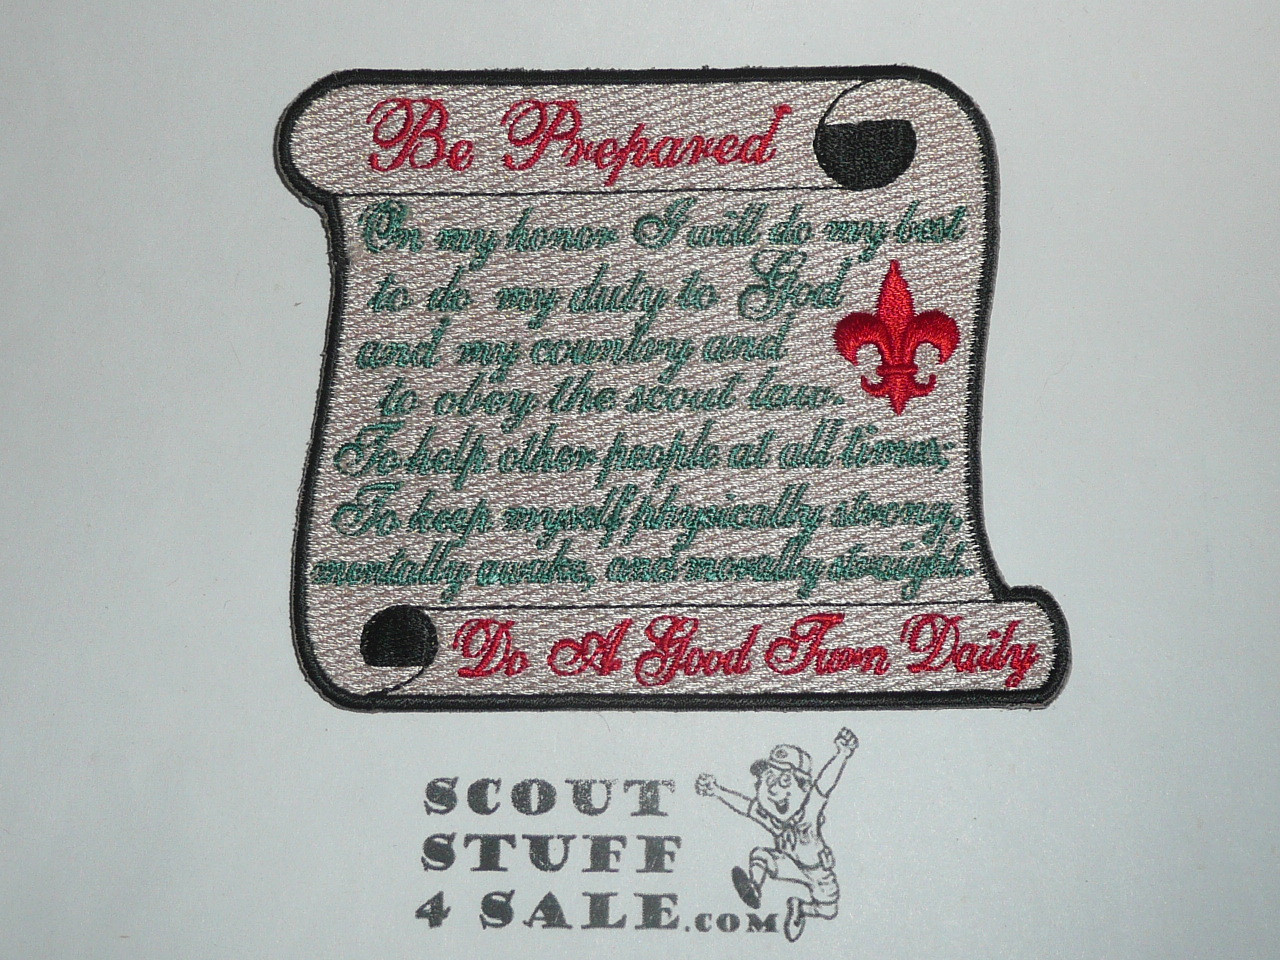 Be Prepared
On my honor I will do my best
to do my duty to God
and my country and
to obey the scout law.
To help other people at all times;
To keep myself physically strong,
mentally awake, and morally straight.
Do A Good Turn Daily
SCOUT
STUFF
4 SALE.COM